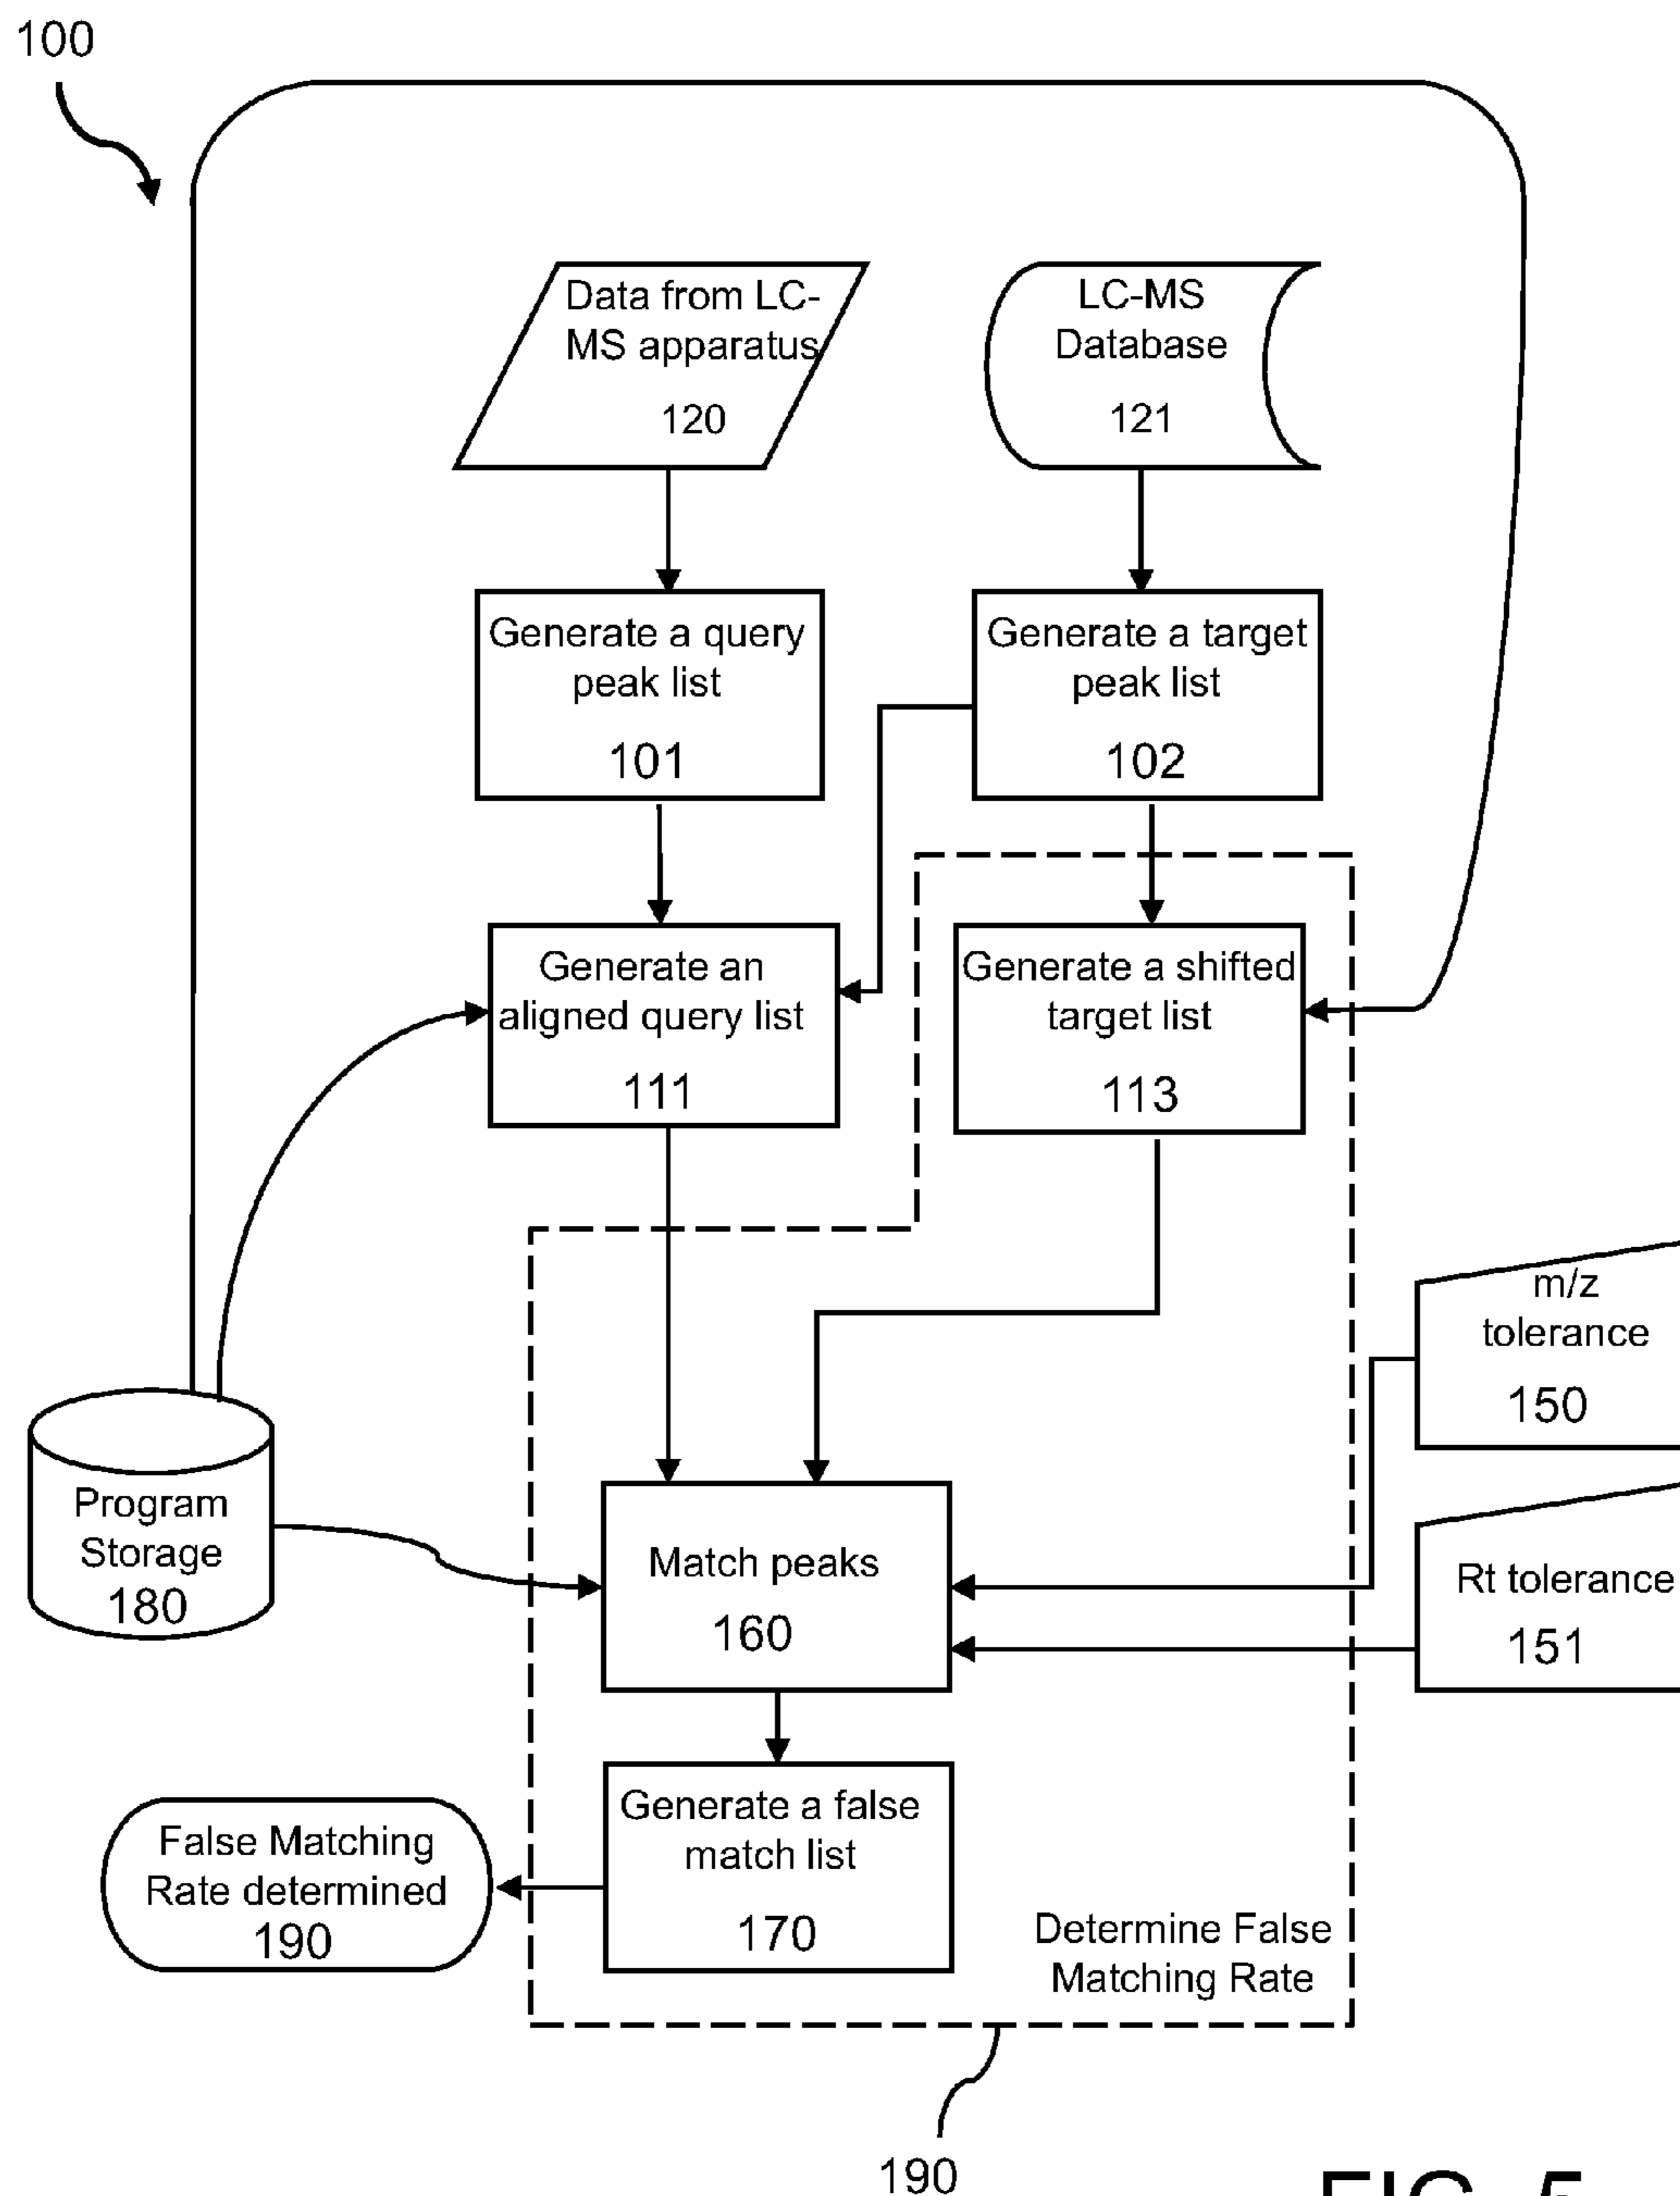 100
Data from LC-
MS apparatus
120
LC-MS
Database
121
Generate a query
peak list
101
Generate a target
peak list
102
Generate an
aligned query list
111
Generate a shifted
target list
113
m/z
tolerance
150
Program
Storage
180
Match peaks
160
Rt tolerance
151
Generate a false
match list
170
False Matching
Rate determined
190
Determine False
Matching Rate
190
FIG. 5